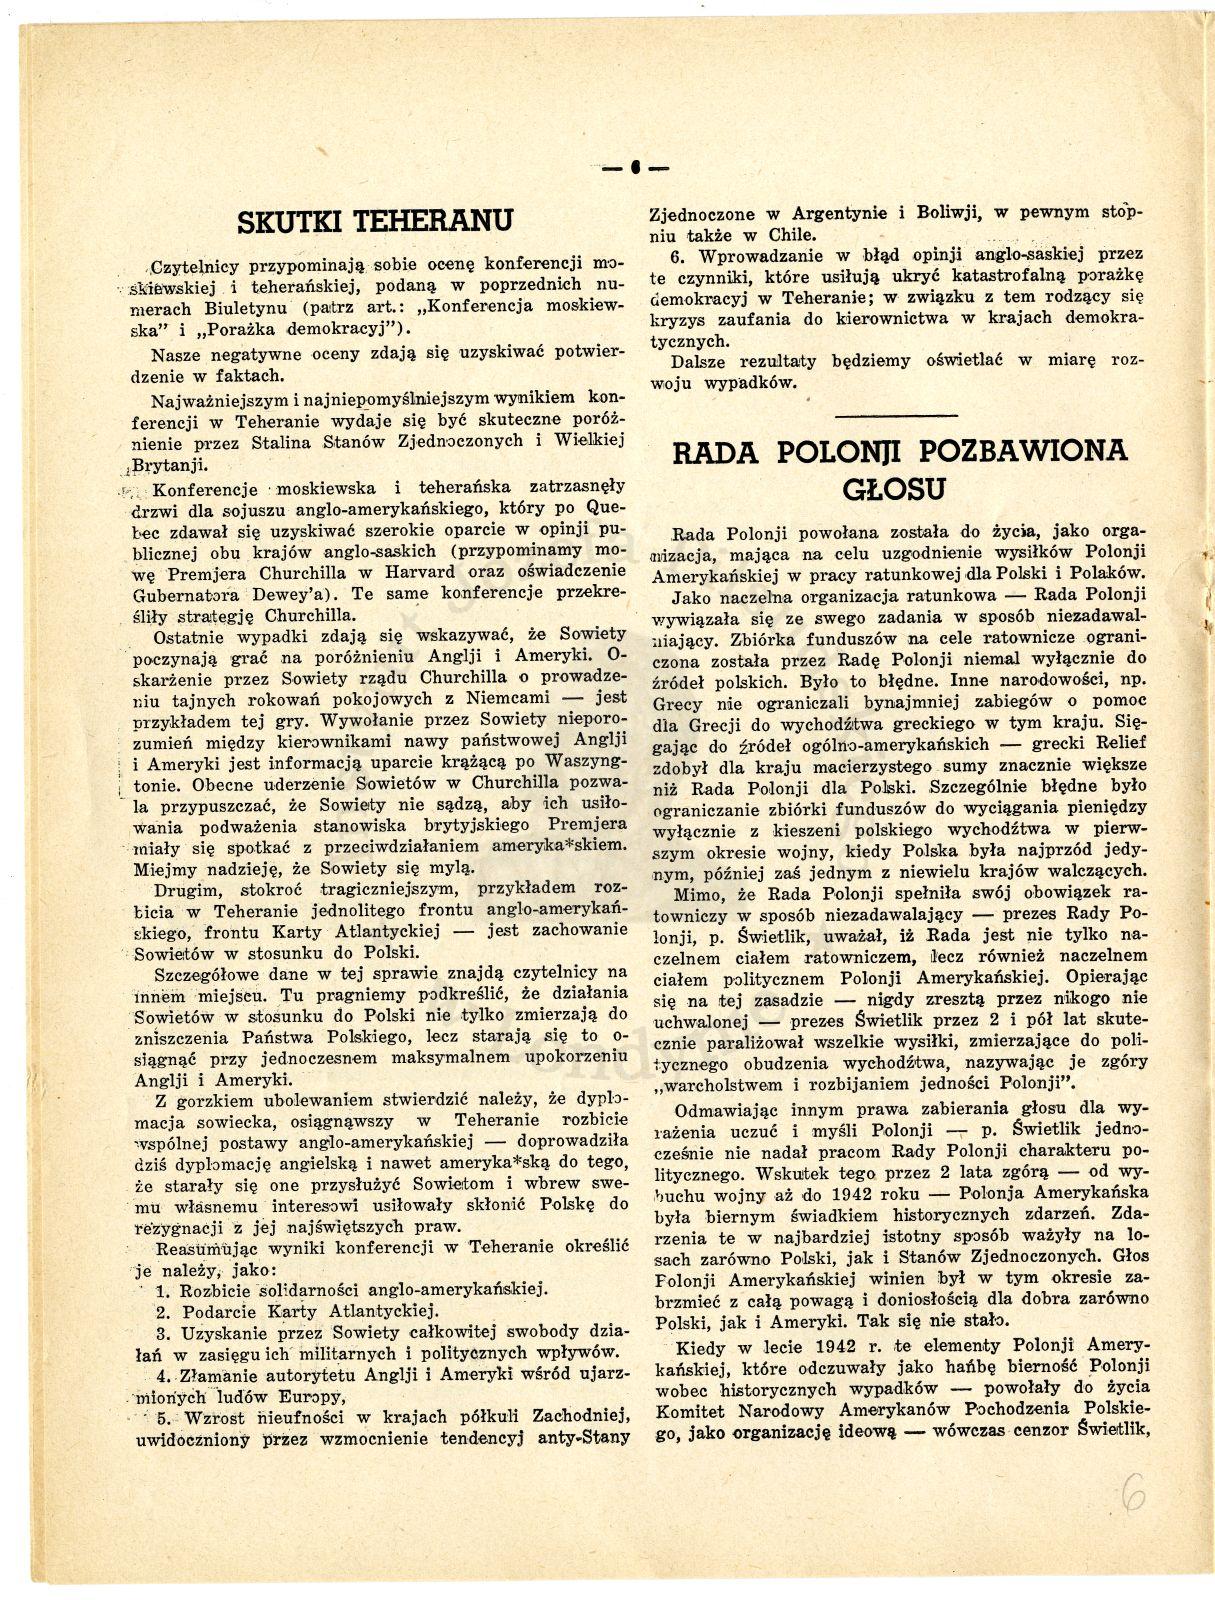 — 6 —
SKUTKI TEHERANU
Czytelnicy przypominają sobie ocenę konferencji mo-
skiewskiej i teherańskiej, podaną w poprzednich nu-
merach Biuletynu (patrz art.: „Konferencja moskiew-
ska” i „Porażka demokracyj”).
Nasze negatywne oceny zdają się uzyskiwać potwier-
dzenie w faktach.
Najważniejszym i najniepomyślniejszym wynikiem kon-
ferencji w Teheranie wydaje się być skuteczne poróż-
nienie przez Stalina Stanów Zjednoczonych i Wielkiej
Brytanji.
Konferencje moskiewska i teherańska zatrzasnęły
drzwi dla sojuszu anglo-amerykańskiego, który po Que-
bec zdawał się uzyskiwać szerokie oparcie w opinji pu-
blicznej obu krajów anglo-saskich (przypominamy mo-
wę Premjera Churchilla w Harvard oraz oświadczenie
Gubernatora Dewey'a). Te same konferencje przekre-
śliły strategję Churchilla.
Ostatnie wypadki zdają się wskazywać, że Sowiety
poczynają grać na poróżnieniu Anglji i Ameryki. O-
skarżenie przez Sowiety rządu Churchilla o prowadze-
niu tajnych rokowań pokojowych z Niemcami — jest
przykładem tej gry. Wywołanie przez Sowiety nieporo-
zumień między kierownikami nawy państwowej Anglji
i Ameryki jest informacją uparcie krążącą po Waszyng-
tonie. Obecne uderzenie Sowietów w Churchilla pozwa-
la przypuszczać, że Sowiety nie sądzą, aby ich usiło-
wania podważenia stanowiska brytyjskiego Premjera
miały się spotkać z przeciwdziałaniem ameryka*skiem.
Miejmy nadzieję, że Sowiety się mylą.
Drugim, stokroć tragiczniejszym, przykładem roz-
bicia w Teheranie jednolitego frontu anglo-amerykań-
skiego, frontu Karty Atlantyckiej — jest zachowanie
Sowietów w stosunku do Polski.
Szczegółowe dane w tej sprawie znajdą czytelnicy na
innem miejscu. Tu pragniemy podkreślić, że działania
Sowietów w stosunku do Polski nie tylko zmierzają do
zniszczenia Państwa Polskiego, lecz starają się to o-
siągnąć przy jednoczesnem maksymalnem upokorzeniu
Anglji i Ameryki.
Z gorzkiem ubolewaniem stwierdzić należy, że dyplo-
macja sowiecka, osiągnąwszy w Teheranie rozbicie
wspólnej postawy anglo-amerykańskiej — doprowadziła
dziś dyplomację angielską i nawet ameryka*ską do tego,
że starały się one przysłużyć Sowietom i wbrew swe-
mu własnemu interesowi usiłowały skłonić Polskę do
rezygnacji z jej najświętszych praw.
Reasumując wyniki konferencji w Teheranie określić
je należy, jako:
1. Rozbicie solidarności anglo-amerykańskiej.
2. Podarcie Karty Atlantyckiej.
3. Uzyskanie przez Sowiety całkowitej swobody dzia-
łań w zasięgu ich militarnych i politycznych wpływów.
4. Złamanie autorytetu Anglji i Ameryki wśród ujarz-
mionych ludów Europy,
5. Wzrost nieufności w krajach półkuli Zachodniej,
uwidoczniony przez wzmocnienie tendencyj anty-Stany
Zjednoczone w Argentynie i Boliwji, w pewnym stop-
niu także w Chile.
6. Wprowadzanie w błąd opinji anglo-saskiej przez
te czynniki, które usiłują ukryć katastrofalną porażkę
demokracyj w Teheranie; w związku z tem rodzący się
kryzys zaufania do kierownictwa w krajach demokra-
tycznych.
Dalsze rezultaty będziemy oświetlać w miarę roz-
woju wypadków.
RADA POLONJI POZBAWIONA
GŁOSU
Rada Polonji powołana została do życia, jako orga-
nizacja, mająca na celu uzgodnienie wysiłków Polonji
Amerykańskiej w pracy ratunkowej dla Polski i Polaków.
Jako naczelna organizacja ratunkowa — Rada Polonji
wywiązała się ze swego zadania w sposób niezadawal-
niający. Zbiórka funduszów na cele ratownicze ograni-
czona została przez Radę Polonji niemal wyłącznie do
źródeł polskich. Było to błędne. Inne narodowości, np.
Grecy nie ograniczali bynajmniej zabiegów o pomoc
dla Grecji do wychodźtwa greckiego w tym kraju. Się-
gając do źródeł ogólno-amerykańskich — grecki Relief
zdobył dla kraju macierzystego sumy znacznie większe
niż Rada Polonji dla Polski. Szczególnie błędne było
ograniczanie zbiórki funduszów do wyciągania pieniędzy
wyłącznie z kieszeni polskiego wychodźtwa w pierw-
szym okresie wojny, kiedy Polska była najprzód jedy-
nym, później zaś jednym z niewielu krajów walczących.
Mimo, że Rada Polonji spełniła swój obowiązek ra-
towniczy w sposób niezadawalający — prezes Rady Po-
lonji, p. Świetlik, uważał, iż Rada jest nie tylko na-
czelnem ciałem ratowniczem, lecz również naczelnem
ciałem politycznem Polonji Amerykańskiej. Opierając
się na tej zasadzie — nigdy zresztą przez nikogo nie
uchwalonej — prezes Świetlik przez 2 i pół lat skute-
cznie paraliżował wszelkie wysiłki, zmierzające do poli-
tycznego obudzenia wychodźtwa, nazywając je zgóry
„warcholstwem i rozbijaniem jedności Polonji”.
Odmawiając innym prawa zabierania głosu dla wy-
rażenia uczuć i myśli Polonji — p. Świetlik jedno-
cześnie nie nadał pracom Rady Polonji charakteru po-
litycznego. Wskutek tego przez 2 lata zgórą — od wy-
buchu wojny aż do 1942 roku — Polonja Amerykańska
była biernym świadkiem historycznych zdarzeń. Zda-
rzenia te w najbardziej istotny sposób ważyły na lo-
sach zarówno Polski, jak i Stanów Zjednoczonych. Głos
Polonji Amerykańskiej winien był w tym okresie za-
brzmieć z całą powagą i doniosłością dla dobra zarówno
Polski, jak i Ameryki. Tak się nie stało.
Kiedy w lecie 1942 r. te elementy Polonji Amery-
kańskiej, które odczuwały jako hańbę bierność Polonji
wobec historycznych wypadków — powołały do życia
Komitet Narodowy Amerykanów Pochodzenia Polskie-
go, jako organizację ideową — wówczas cenzor Świetlik,
6